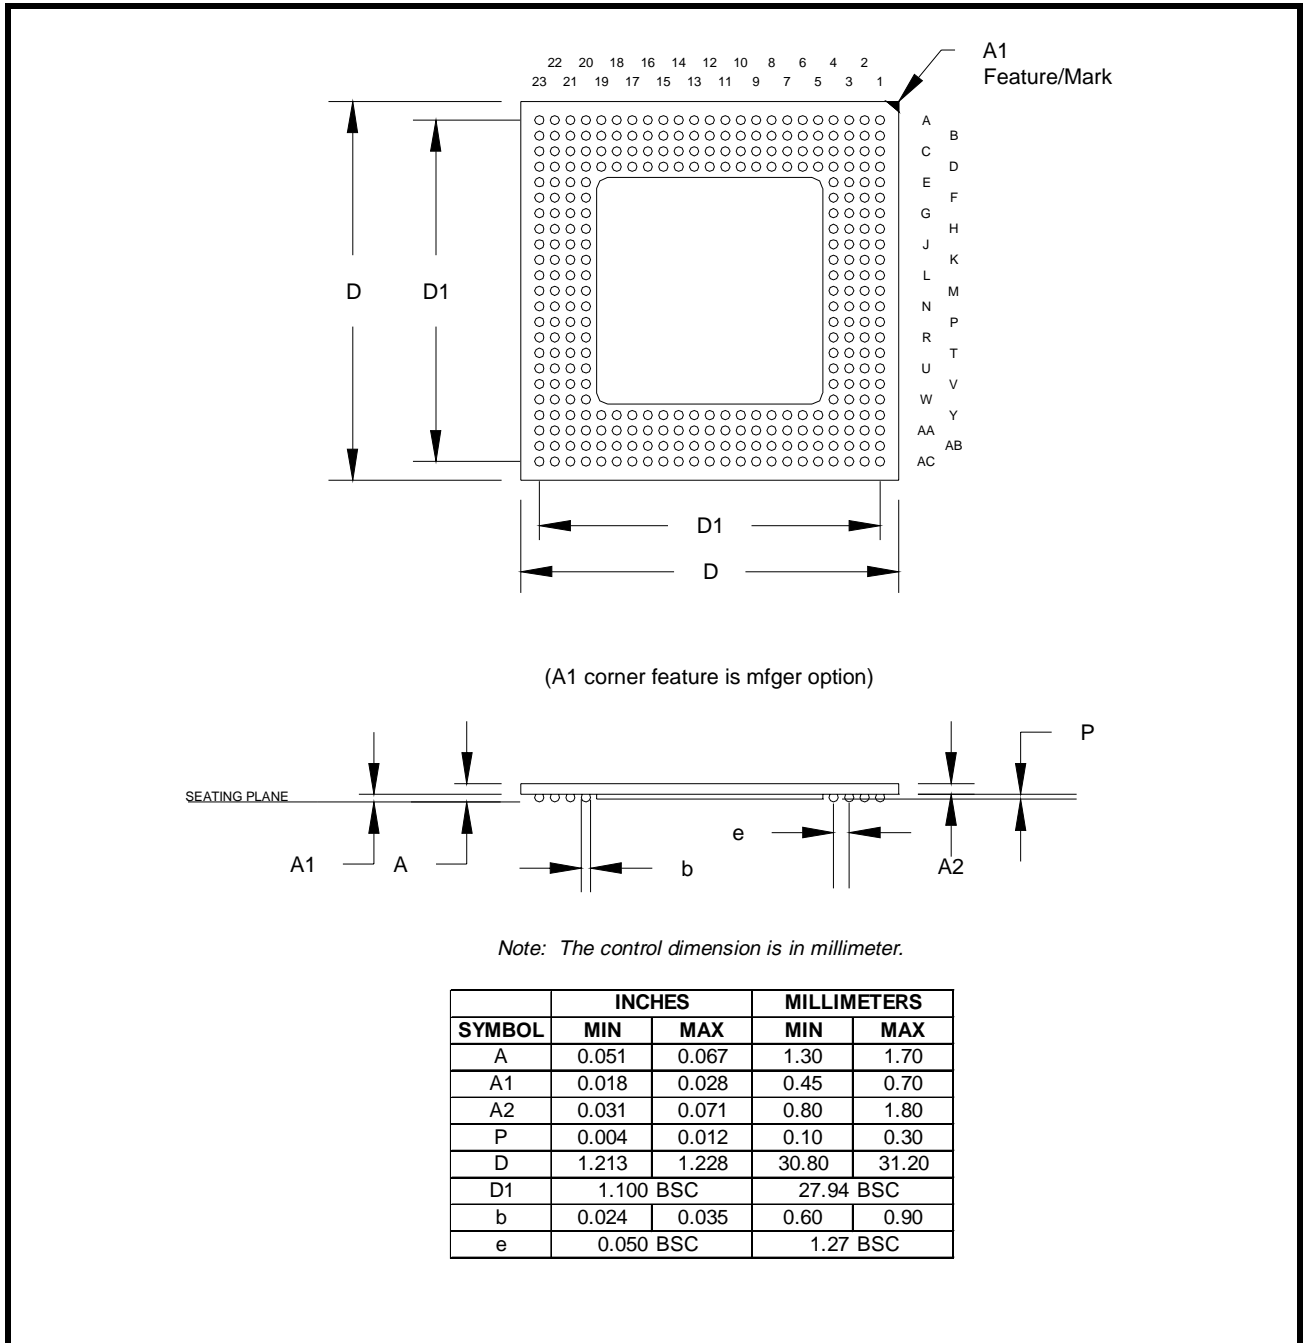 A1
Feature/Mark
22 20 18 16 14 12 10 8 6 4 2
23 21 19 17 15 13 11 9 7 5 3 1
A
B
C
D
E
F
G
H
J
K
L
M
N
P
R
T
U
V
W
Y
AA
AB
AC
D
D1
D1
D
(A1 corner feature is mfger option)
P
SEATING PLANE
e
A1
A
b
A2
Note: The control dimension is in millimeter.
INCHES MILLIMETERS
SYMBOL MIN MAX MIN MAX
A 0.051 0.067 1.30 1.70
A1 0.018 0.028 0.45 0.70
A2 0.031 0.071 0.80 1.80
P 0.004 0.012 0.10 0.30
D 1.213 1.228 30.80 31.20
D1 1.100 BSC 27.94 BSC
b 0.024 0.035 0.60 0.90
e 0.050 BSC 1.27 BSC